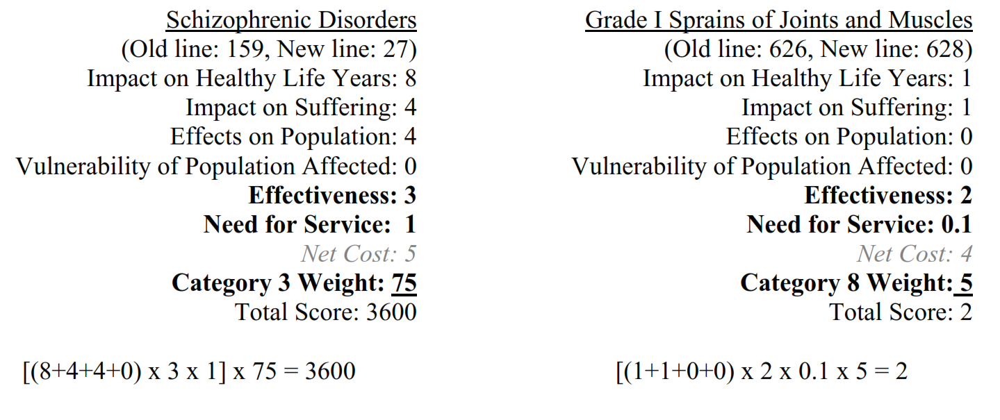 Schizophrenic Disorders
(Old line: 159, New line: 27)
Impact on Healthy Life Years: 8
Impact on Suffering: 4
Effects on Population: 4
Vulnerability of Population Affected: 0
Effectiveness: 3
Need for Service: 1
Net Cost: 5
Category 3 Weight: 75
Total Score: 3600
[(8+4+4+0) x 3 x 1] x 75 = 3600
Grade I Sprains of Joints and Muscles
(Old line: 626, New line: 628)
Impact on Healthy Life Years: 1
Impact on Suffering: 1
Effects on Population: 0
Vulnerability of Population Affected: 0
Effectiveness: 2
Need for Service: 0.1
Net Cost: 4
Category 8 Weight: 5
Total Score: 2
[(1+1+0+0) x 2 x 0.1 x 5 = 2